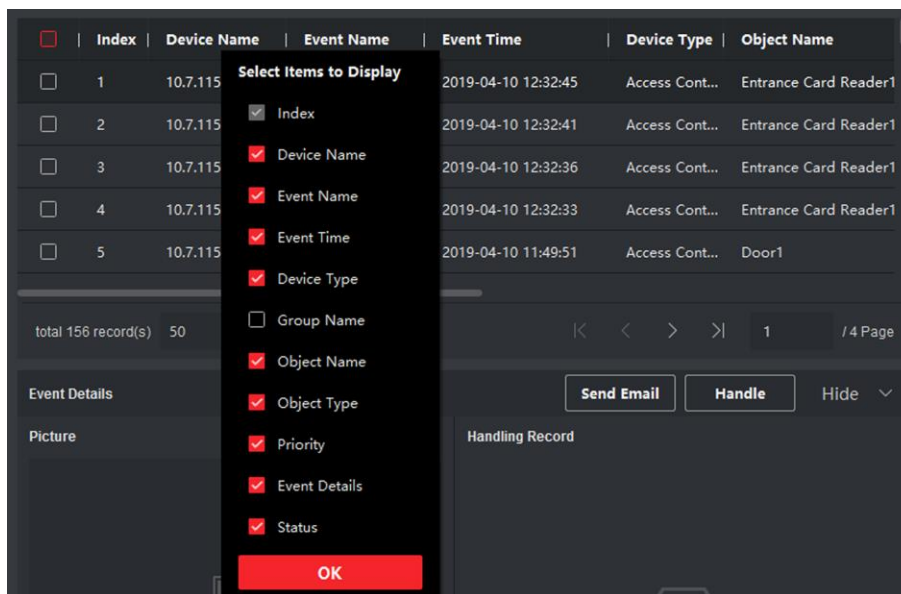 Index | Device Name | Event Name | Event Time | Device Type | Object Name
1 10.7.115 2019-04-10 12:32:45 Access Cont... Entrance Card Reader1
2 10.7.115 2019-04-10 12:32:41 Access Cont... Entrance Card Reader1
3 10.7.115 2019-04-10 12:32:36 Access Cont... Entrance Card Reader1
4 10.7.115 2019-04-10 12:32:33 Access Cont... Entrance Card Reader1
5 10.7.115 2019-04-10 11:49:51 Access Cont... Door1
Select Items to Display
Index
Device Name
Event Name
Event Time
Device Type
Group Name
Object Name
Object Type
Priority
Event Details
Status
OK
total 156 record(s) 50 1 / 4 Page
Event Details Send Email Handle Hide
Picture Handling Record